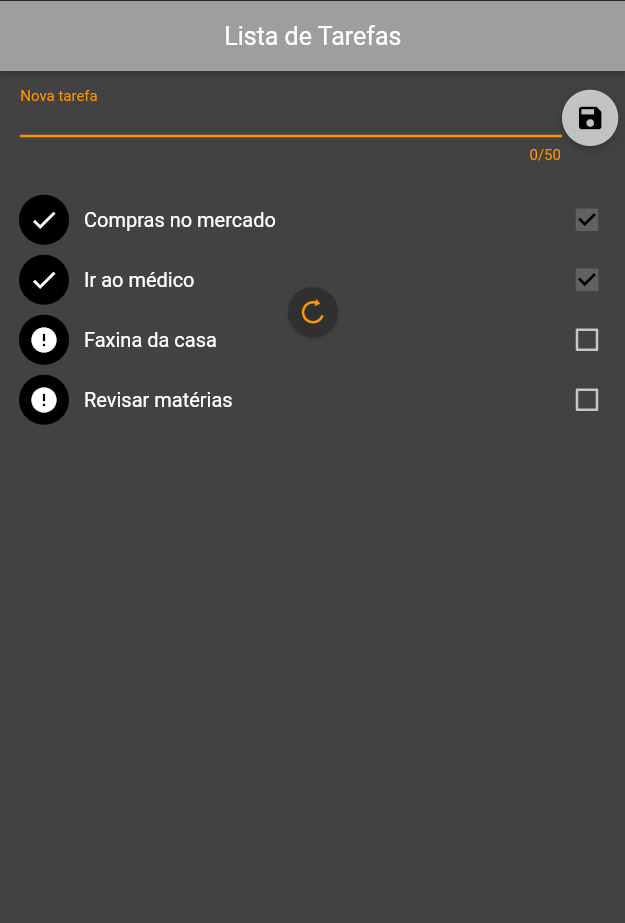 Lista de Tarefas
Nova tarefa
0/50
Compras no mercado
Ir ao médico
Faxina da casa
Revisar matérias